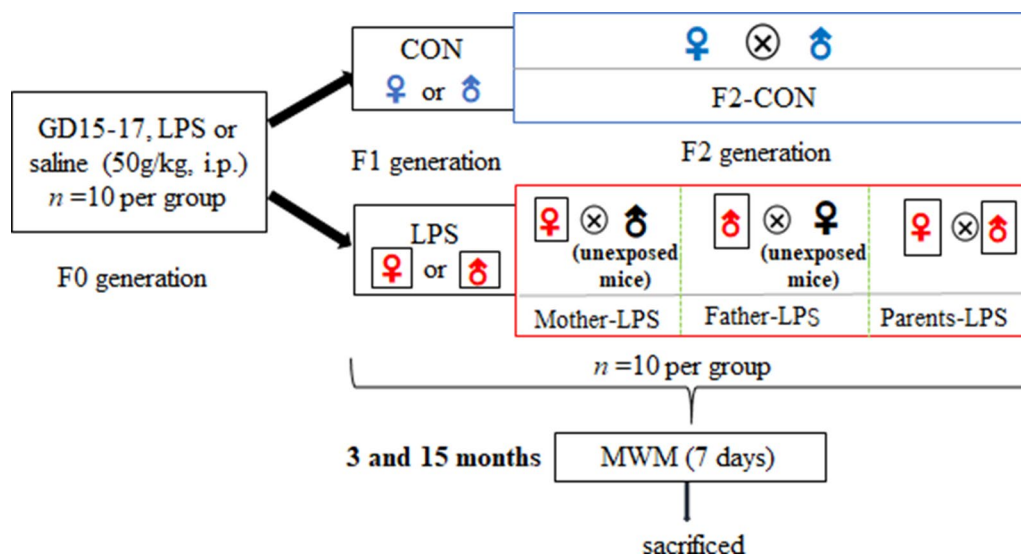 GD15-17, LPS or
saline (50g/kg, i.p.)
n =10 per group
F0 generation
CON
♀ or ♂
F1 generation
LPS
♀ or ♂
♀ ⊗ ♂
F2-CON
F2 generation
♀ ⊗ ♂
(unexposed
mice)
Mother-LPS
♂ ⊗ ♀
(unexposed
mice)
Father-LPS
♀ ⊗ ♂
Parents-LPS
n =10 per group
3 and 15 months
MWM (7 days)
sacrificed